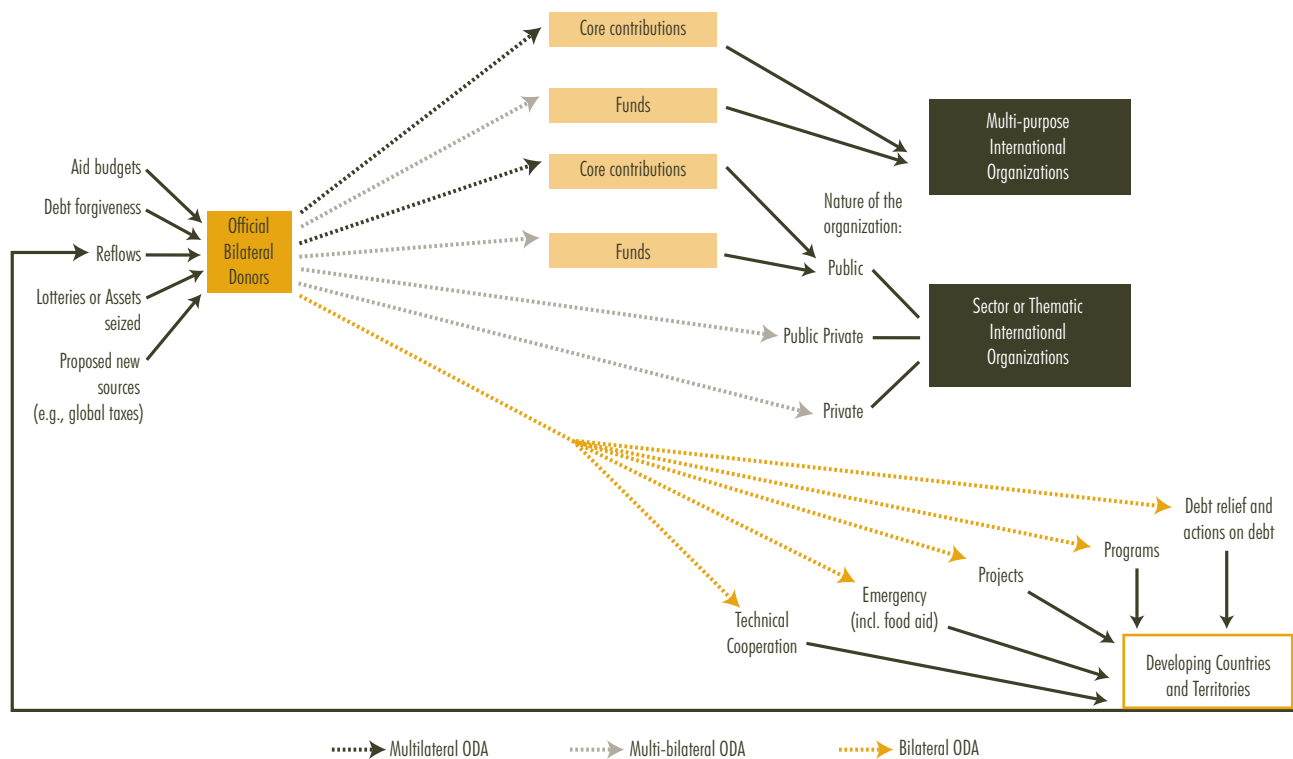 Core contributions
Funds
Multi-purpose
International
Organizations
Core contributions
Aid budgets
Nature of the
organization:
Debt forgiveness
Official
Bilateral
Donors
Funds
Reflows
Public
Lotteries or Assets
seized
Sector or Thematic
International
Organizations
Public Private
Proposed new
sources
(e.g., global taxes)
Private
Debt relief and
actions on debt
Programs
Projects
Emergency
(incl. food aid)
Technical
Cooperation
Developing Countries
and Territories
Multilateral ODA
Multi-bilateral ODA
Bilateral ODA